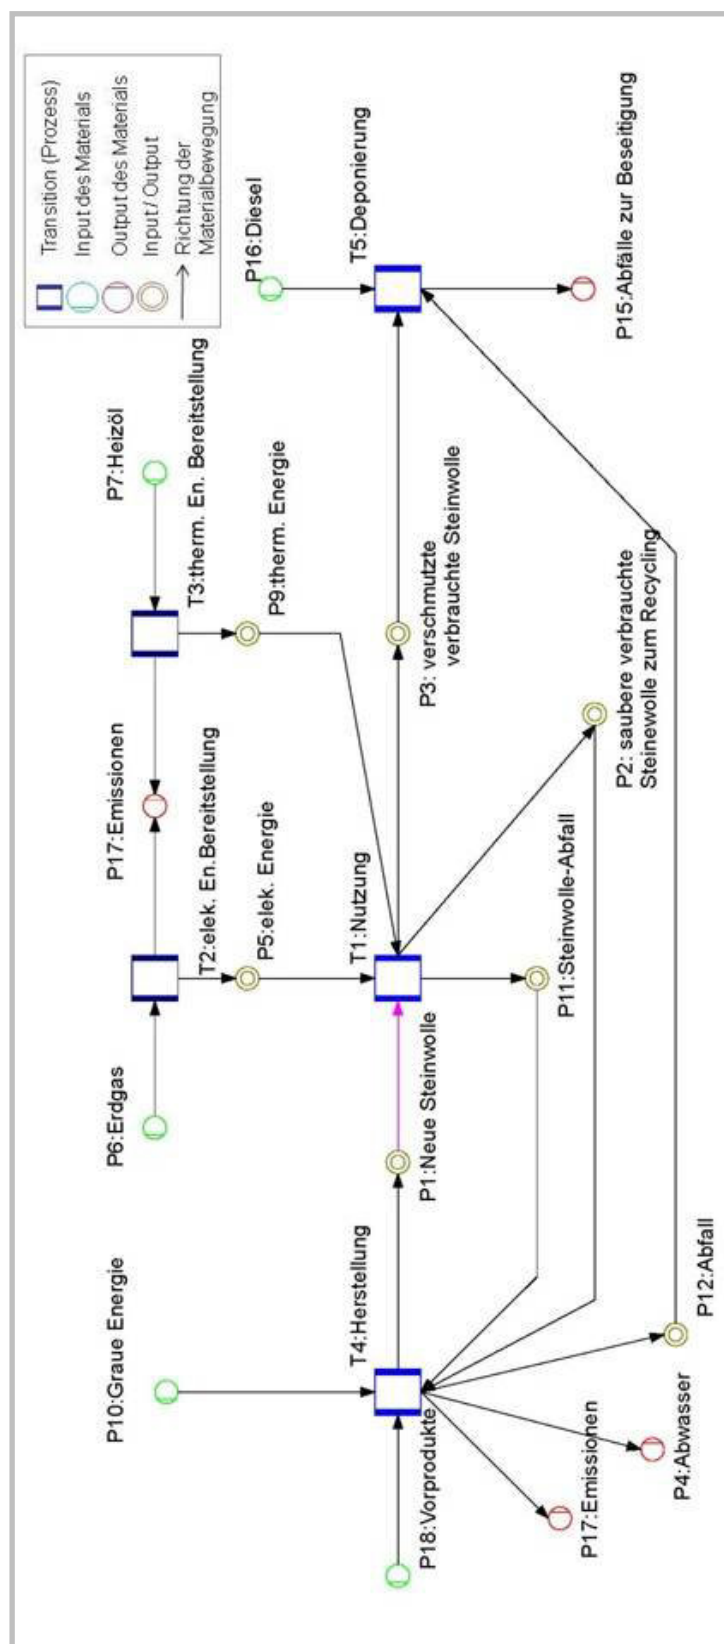 Transition (Prozess)
Input des Materials
Output des Materials
Input / Output
Richtung der
Materialbewegung
P10:Graue Energie
P6:Erdgas
P17:Emissionen
P7:Heizöl
P16:Diesel
T2:elek. En.Bereitstellung
T3:therm. En. Bereitstellung
P5:elek. Energie
P9:therm. Energie
T4:Herstellung
T1:Nutzung
T5:Deponierung
P18:Vorprodukte
P1:Neue Steinwolle
P3: verschmutzte
verbrauchte Steinwolle
P17:Emissionen
P4:Abwasser
P12:Abfall
P11:Steinwolle-Abfall
P2: saubere verbrauchte
Steinewolle zum Recycling
P15:Abfälle zur Beseitigung